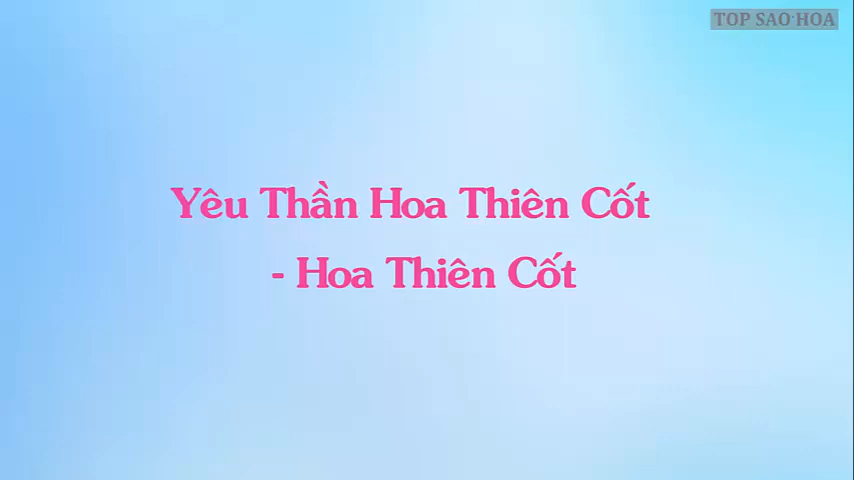 TOP SAO HOA
Yêu Thần Hoa Thiên Cốt
- Hoa Thiên Cốt